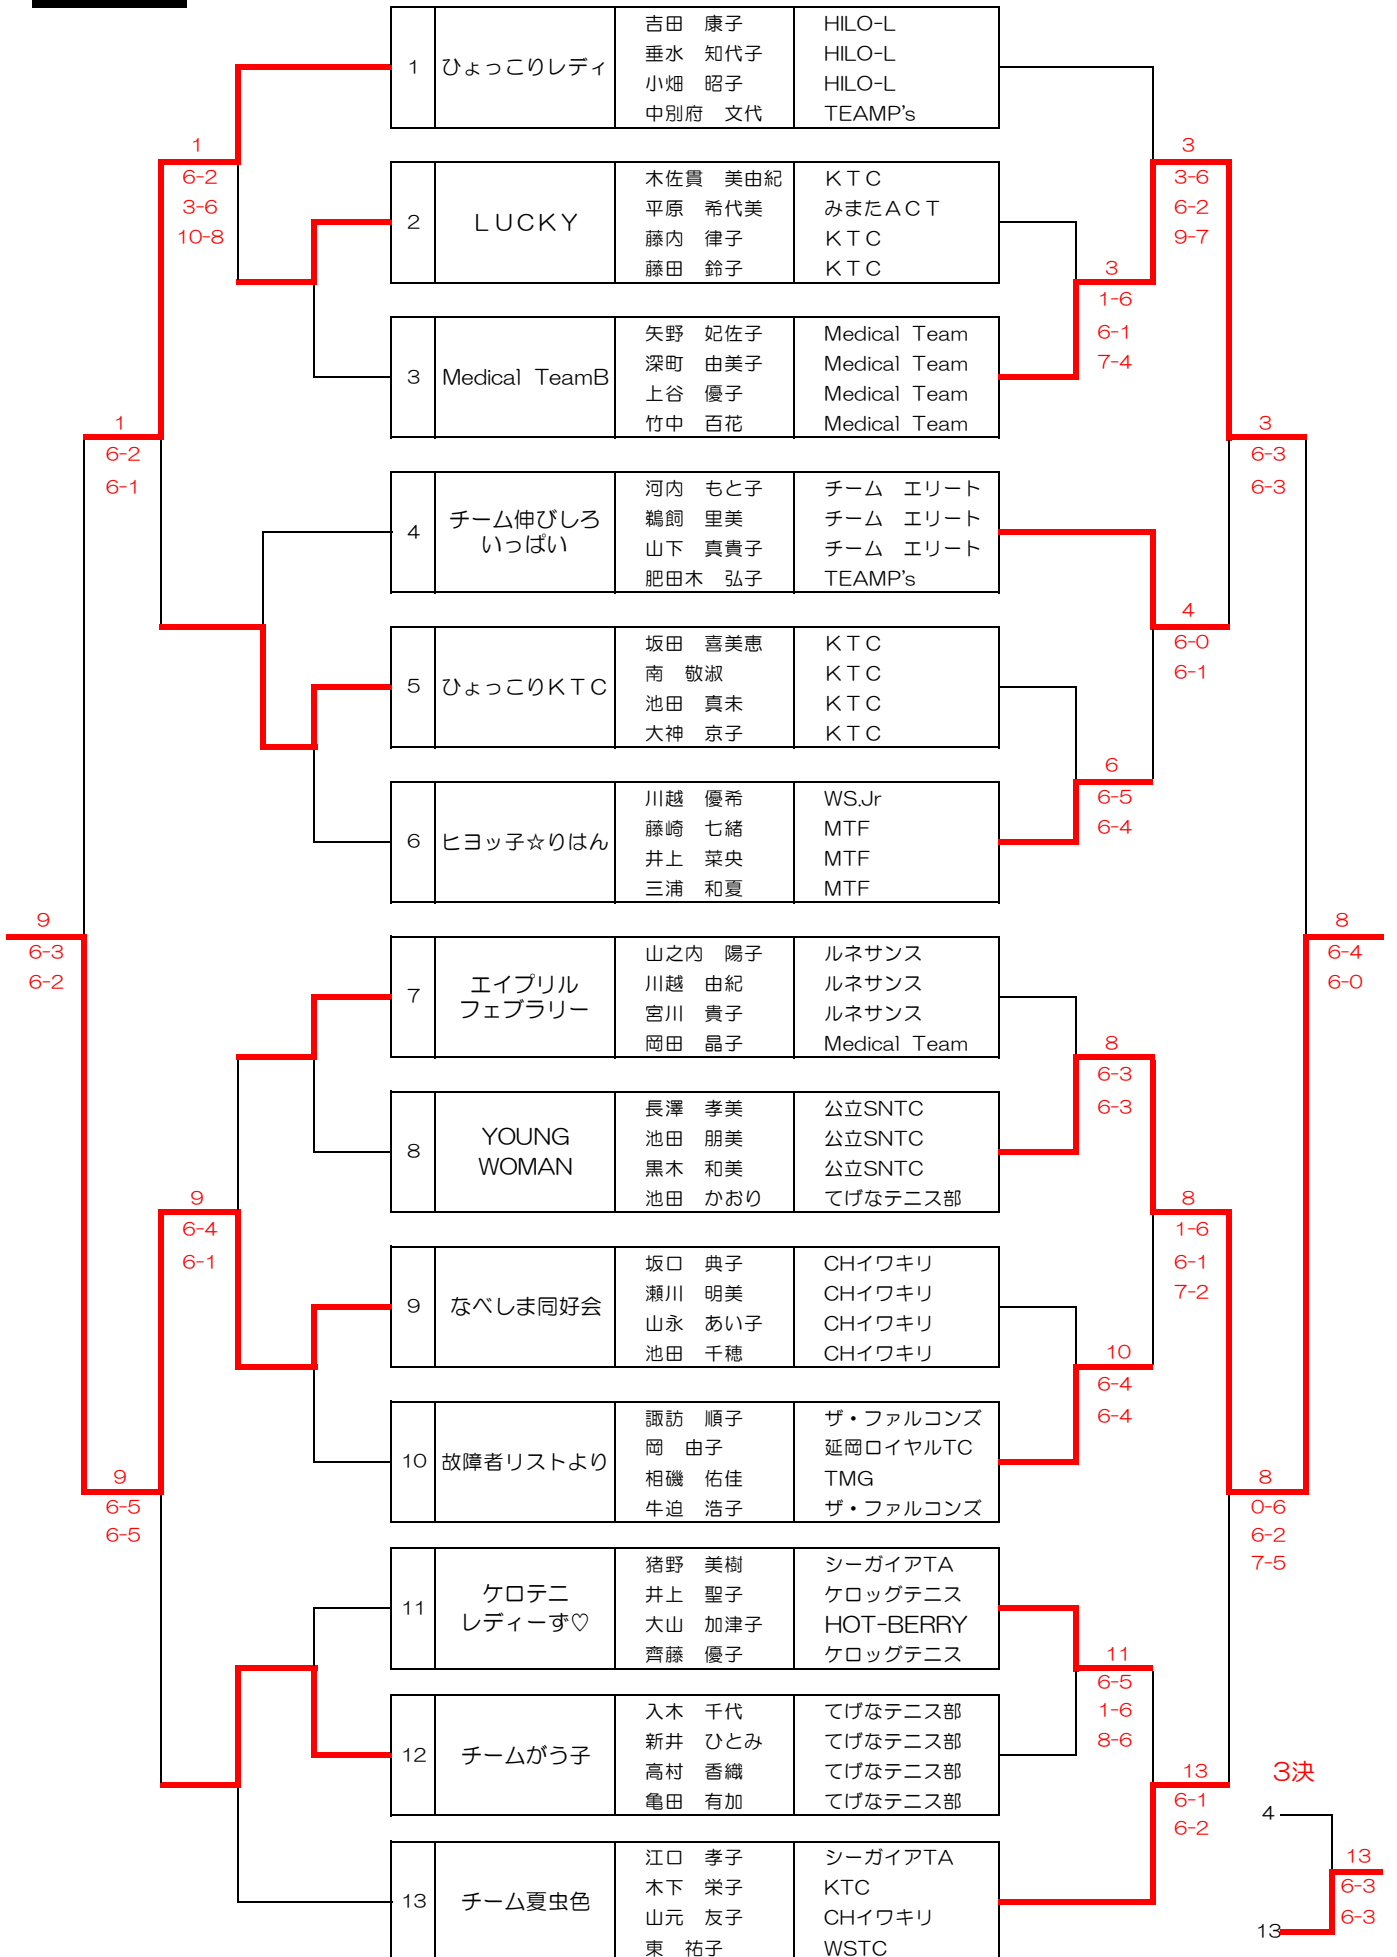 1 ひょっこりレディ
吉田　康子 HILO-L
垂水　知代子 HILO-L
小畑　昭子 HILO-L
中別府　文代 TEAMP's
2 LUCKY
木佐貫　美由紀 ＫＴＣ
平原　希代美 みまたＡＣＴ
藤内　律子 ＫＴＣ
藤田　鈴子 ＫＴＣ
3 Medical TeamB
矢野　妃佐子 Medical Team
深町　由美子 Medical Team
上谷　優子 Medical Team
竹中　百花 Medical Team
4 チーム伸びしろ
いっぱい
河内　もと子 チーム　エリート
鵜飼　里美 チーム　エリート
山下　真貴子 チーム　エリート
肥田木　弘子 TEAMP's
5 ひょっこりＫＴＣ
坂田　喜美恵 ＫＴＣ
南　敬淑 ＫＴＣ
池田　真未 ＫＴＣ
大神　京子 ＫＴＣ
6 ヒヨッ子☆りはん
川越　優希 WS.Jr
藤崎　七緒 MTF
井上　菜央 MTF
三浦　和夏 MTF
7 エイプリル
フェブラリー
山之内　陽子 ルネサンス
川越　由紀 ルネサンス
宮川　貴子 ルネサンス
岡田　晶子 Medical Team
8 YOUNG
WOMAN
長澤　孝美 公立SNTC
池田　朋美 公立SNTC
黒木　和美 公立SNTC
池田　かおり てげなテニス部
9 なべしま同好会
坂口　典子 CHイワキリ
瀬川　明美 CHイワキリ
山永　あい子 CHイワキリ
池田　千穂 CHイワキリ
10 故障者リストより
諏訪　順子 ザ・ファルコンズ
岡　由子 延岡ロイヤルTC
相磯　佑佳 TMG
牛迫　浩子 ザ・ファルコンズ
11 ケロテニ
レディーず♡
猪野　美樹 シーガイアTA
井上　聖子 ケロッグテニス
大山　加津子 HOT-BERRY
齊藤　優子 ケロッグテニス
12 チームがう子
入木　千代 てげなテニス部
新井　ひとみ てげなテニス部
高村　香織 てげなテニス部
亀田　有加 てげなテニス部
13 チーム夏虫色
江口　孝子 シーガイアTA
木下　栄子 KTC
山元　友子 CHイワキリ
東　祐子 WSTC
1
6-2
3-6
10-8
1
6-2
6-1
9
6-3
6-2
9
6-4
6-1
9
6-5
6-5
3
3-6
6-2
9-7
3
1-6
6-1
7-4
3
6-3
6-3
4
6-0
6-1
6
6-5
6-4
8
6-4
6-0
8
6-3
6-3
8
1-6
6-1
7-2
10
6-4
6-4
8
0-6
6-2
7-5
11
6-5
1-6
8-6
13
6-1
6-2
3決
4
13
13
6-3
6-3